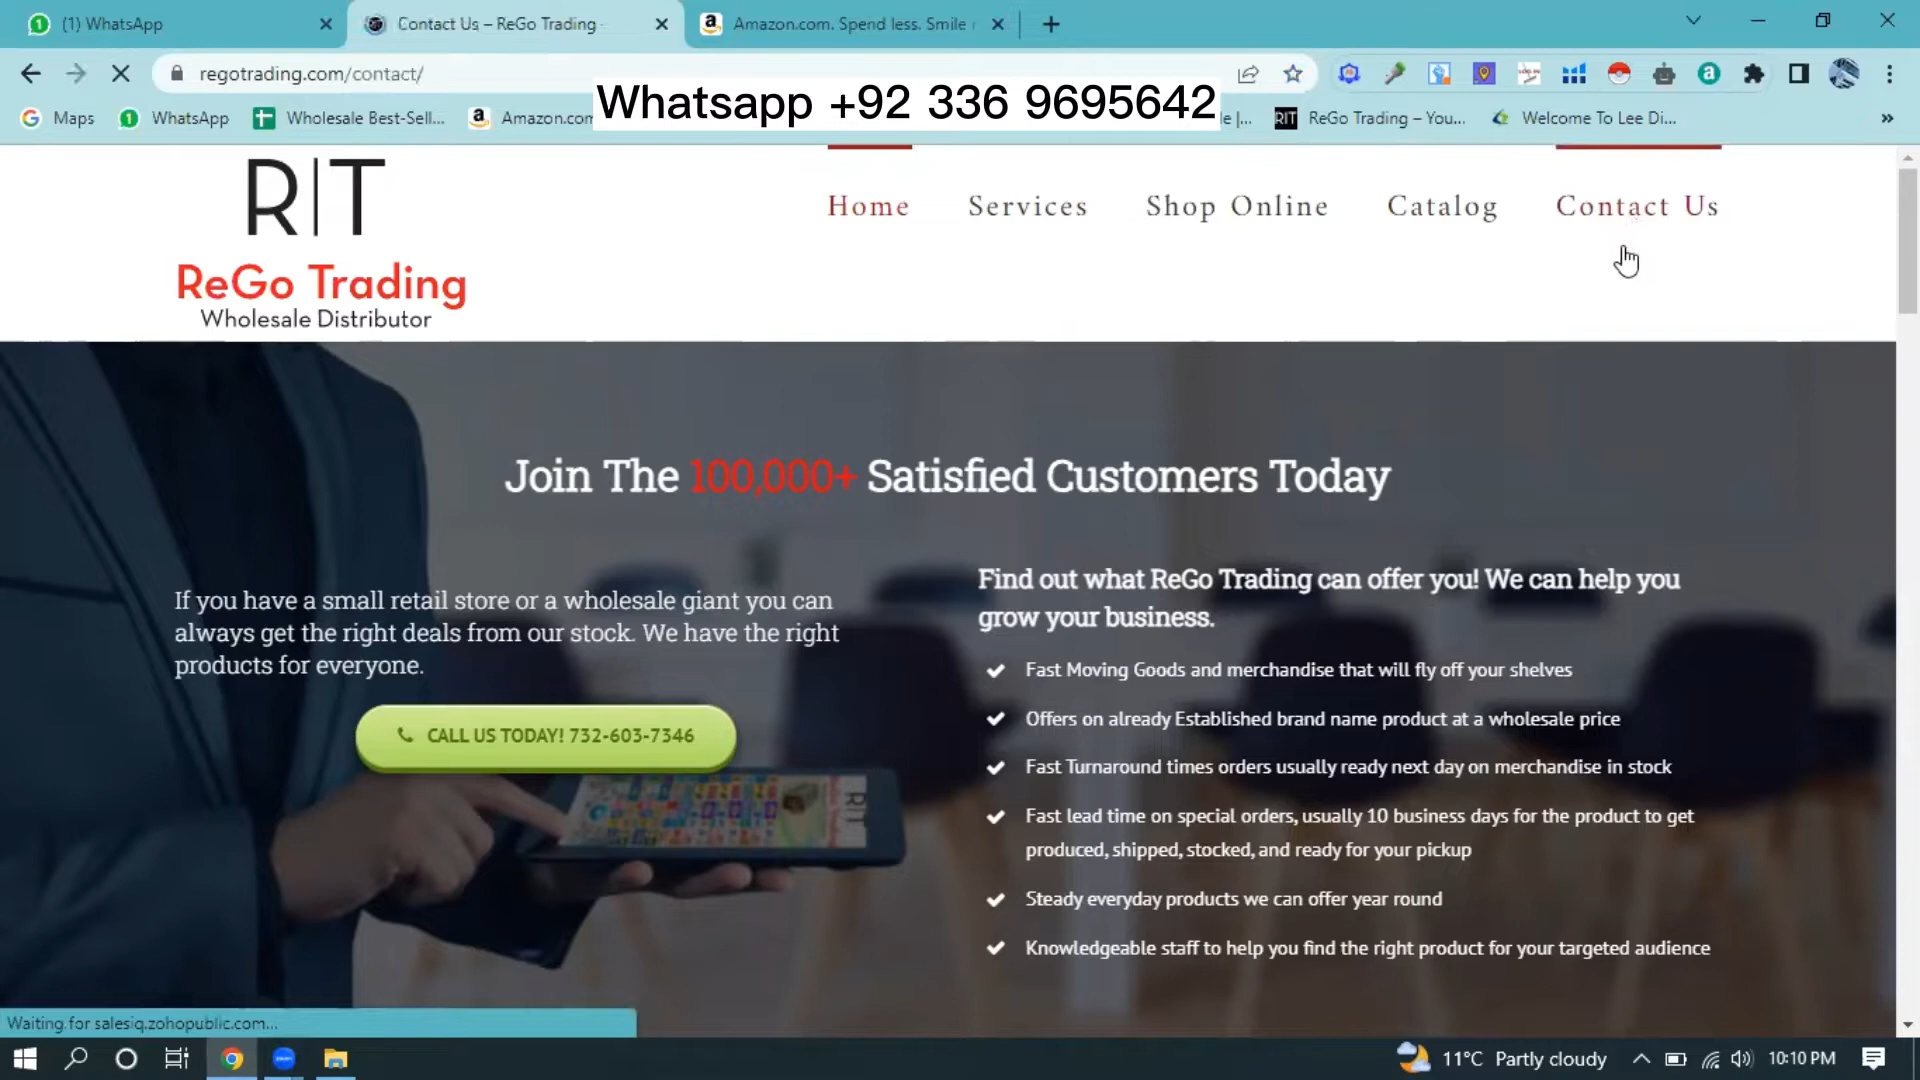 (1) WhatsApp
Contact Us – ReGo Trading
Amazon.com. Spend less. Smile
regotrading.com/contact/
Whatsapp +92 336 9695642
Maps
WhatsApp
Wholesale Best-Sell...
Amazon.com
le |...
RIT
ReGo Trading – You...
Welcome To Lee Di...
»
R|T
ReGo Trading
Wholesale Distributor
Home
Services
Shop Online
Catalog
Contact Us
Join The 100,000+ Satisfied Customers Today
If you have a small retail store or a wholesale giant you can
always get the right deals from our stock. We have the right
products for everyone.
CALL US TODAY! 732-603-7346
Find out what ReGo Trading can offer you! We can help you
grow your business.
Fast Moving Goods and merchandise that will fly off your shelves
Offers on already Established brand name product at a wholesale price
Fast Turnaround times orders usually ready next day on merchandise in stock
Fast lead time on special orders, usually 10 business days for the product to get
produced, shipped, stocked, and ready for your pickup
Steady everyday products we can offer year round
Knowledgeable staff to help you find the right product for your targeted audience
Waiting for salesiq.zohopublic.com...
11°C Partly cloudy
10:10 PM